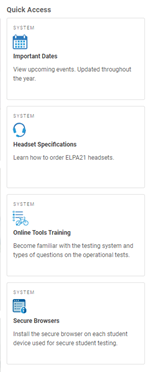 Quick Access
SYSTEM
Important Dates
View upcoming events. Updated throughout
the year.
SYSTEM
Headset Specifications
Learn how to order ELPA21 headsets.
SYSTEM
Online Tools Training
Become familiar with the testing system and
types of questions on the operational tests.
SYSTEM
Secure Browsers
Install the secure browser on each student
device used for secure student testing.